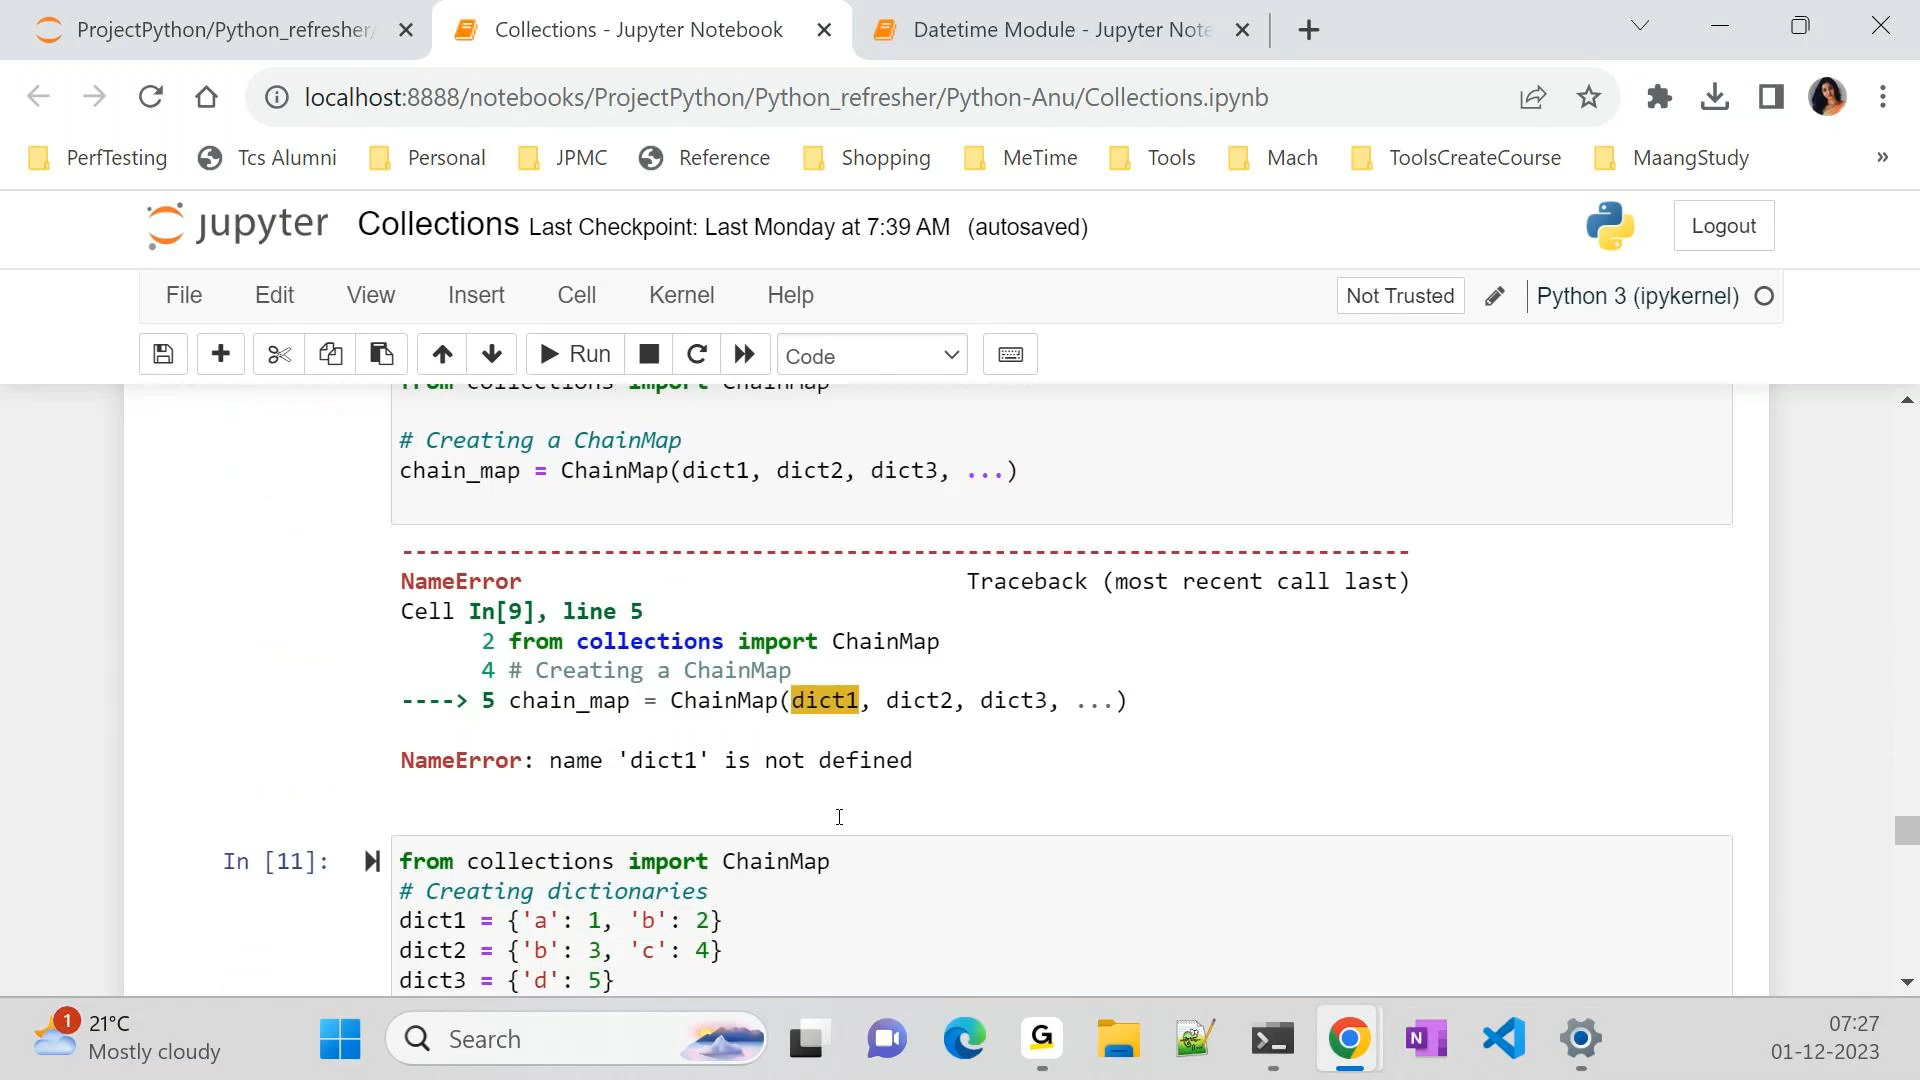 ProjectPython/Python_refresher/
Collections - Jupyter Notebook
Datetime Module - Jupyter Note
localhost:8888/notebooks/ProjectPython/Python_refresher/Python-Anu/Collections.ipynb
PerfTesting
Tcs Alumni
Personal
JPMC
Reference
Shopping
MeTime
Tools
Mach
ToolsCreateCourse
MaangStudy
»
jupyter Collections Last Checkpoint: Last Monday at 7:39 AM (autosaved)
Logout
File Edit View Insert Cell Kernel Help
Not Trusted
Python 3 (ipykernel)
Run
Code
from collections import ChainMap
# Creating a ChainMap
chain_map = ChainMap(dict1, dict2, dict3, ...)
---------------------------------------------------------------------------
NameError Traceback (most recent call last)
Cell In[9], line 5
2 from collections import ChainMap
4 # Creating a ChainMap
----> 5 chain_map = ChainMap(dict1, dict2, dict3, ...)
NameError: name 'dict1' is not defined
In [11]:
from collections import ChainMap
# Creating dictionaries
dict1 = {'a': 1, 'b': 2}
dict2 = {'b': 3, 'c': 4}
dict3 = {'d': 5}
1
21°C
Mostly cloudy
Search
G
N
07:27
01-12-2023